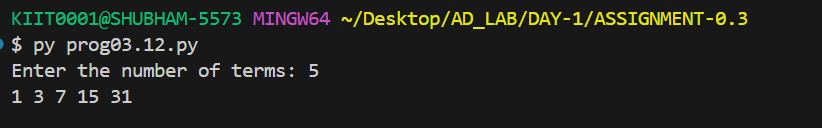 KIIT0001@SHUBHAM-5573 MINGW64 ~/Desktop/AD_LAB/DAY-1/ASSIGNMENT-0.3
$ py prog03.12.py
Enter the number of terms: 5
1 3 7 15 31